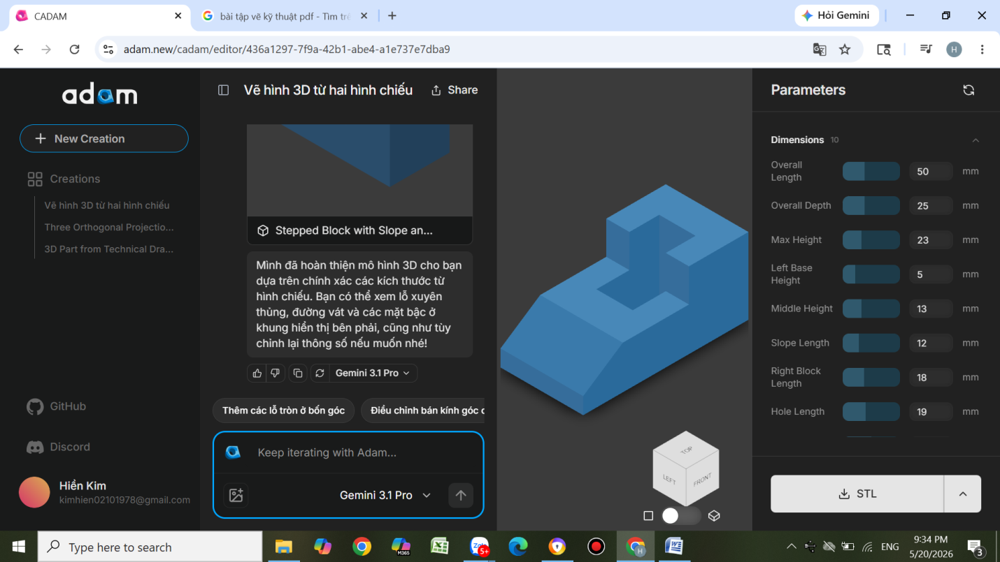 CADAM
bài tập vẽ kỹ thuật pdf - Tìm trê
Hỏi Gemini
adam.new/cadam/editor/436a1297-7f9a-42b1-abe4-a1e737e7dba9
H
adam
New Creation
Creations
Vẽ hình 3D từ hai hình chiếu
Three Orthogonal Projectio...
3D Part from Technical Dra...
GitHub
Discord
Hiền Kim
kimhien02101978@gmail.com
Vẽ hình 3D từ hai hình chiếu
Share
Stepped Block with Slope an...
Mình đã hoàn thiện mô hình 3D cho bạn
dựa trên chính xác các kích thước từ
hình chiếu. Bạn có thể xem lỗ xuyên
thủng, đường vát và các mặt bậc ở
khung hiển thị bên phải, cũng như tùy
chỉnh lại thông số nếu muốn nhé!
Gemini 3.1 Pro
Thêm các lỗ tròn ở bốn góc
Điều chỉnh bán kính góc c
Keep iterating with Adam...
Gemini 3.1 Pro
TOP
LEFT
FRONT
Parameters
Dimensions 10
Overall Length 50 mm
Overall Depth 25 mm
Max Height 23 mm
Left Base Height 5 mm
Middle Height 13 mm
Slope Length 12 mm
Right Block Length 18 mm
Hole Length 19 mm
STL
Type here to search
M365
Zalo
5+
H
ENG
9:34 PM
5/20/2026
3